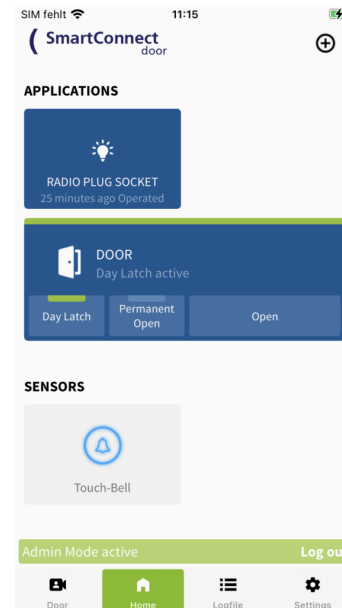 SIM fehlt 11:15
SmartConnect
door
APPLICATIONS
RADIO PLUG SOCKET
25 minutes ago Operated
DOOR
Day Latch active
Day Latch
Permanent
Open
Open
SENSORS
Touch-Bell
Admin Mode active
Log ou
Door
Home
Logfile
Settings